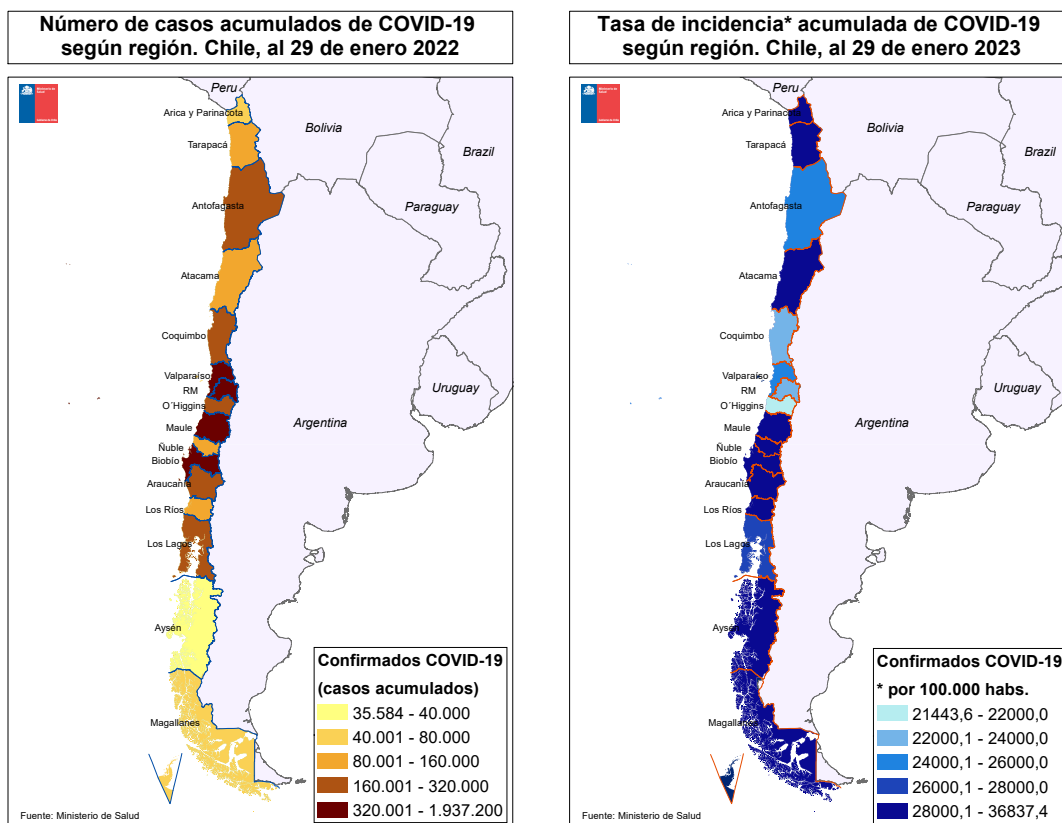 Número de casos acumulados de COVID-19
según región. Chile, al 29 de enero 2022
Peru
Arica y Parinacota
Bolivia
Tarapacá
Brazil
Antofagasta
Paraguay
Atacama
Coquimbo
Valparaíso
RM
Uruguay
O´Higgins
Argentina
Maule
Ñuble
Biobío
Araucanía
Los Ríos
Los Lagos
Aysén
Magallanes
Confirmados COVID-19
(casos acumulados)
35.584 - 40.000
40.001 - 80.000
80.001 - 160.000
160.001 - 320.000
320.001 - 1.937.200
Fuente: Ministerio de Salud
Tasa de incidencia* acumulada de COVID-19
según región. Chile, al 29 de enero 2023
Peru
Arica y Parinacota
Bolivia
Tarapacá
Brazil
Antofagasta
Paraguay
Atacama
Coquimbo
Valparaíso
RM
Uruguay
O´Higgins
Argentina
Maule
Ñuble
Biobío
Araucanía
Los Ríos
Los Lagos
Aysén
Magallanes
Confirmados COVID-19
* por 100.000 habs.
21443,6 - 22000,0
22000,1 - 24000,0
24000,1 - 26000,0
26000,1 - 28000,0
28000,1 - 36837,4
Fuente: Ministerio de Salud